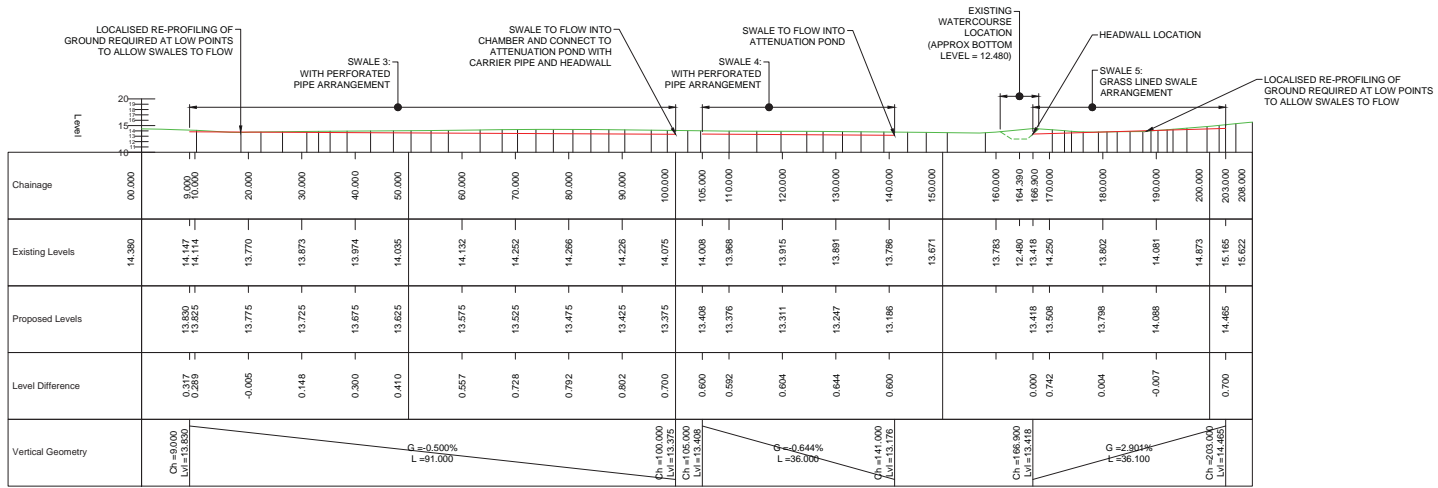 LOCALISED RE-PROFILING OF
GROUND REQUIRED AT LOW POINTS
TO ALLOW SWALES TO FLOW
SWALE 3:
WITH PERFORATED
PIPE ARRANGEMENT
SWALE TO FLOW INTO
CHAMBER AND CONNECT TO
ATTENUATION POND WITH
CARRIER PIPE AND HEADWALL
SWALE 4:
WITH PERFORATED
PIPE ARRANGEMENT
SWALE TO FLOW INTO
ATTENUATION POND
EXISTING
WATERCOURSE
LOCATION
(APPROX BOTTOM
LEVEL = 12.480)
HEADWALL LOCATION
SWALE 5:
GRASS LINED SWALE
ARRANGEMENT
LOCALISED RE-PROFILING OF
GROUND REQUIRED AT LOW POINTS
TO ALLOW SWALES TO FLOW
Level
20
19
15
14
10
Chainage
00.000
9.000
10.000
20.000
30.000
40.000
50.000
60.000
70.000
80.000
90.000
100.000
105.000
110.000
120.000
130.000
140.000
150.000
160.000
164.390
166.900
170.000
180.000
190.000
200.000
203.000
208.000
Existing Levels
14.380
14.147
14.114
13.770
13.873
13.974
14.035
14.132
14.252
14.266
14.226
14.075
14.008
13.968
13.915
13.891
13.786
13.671
13.783
12.480
13.418
14.250
13.802
14.081
14.873
15.165
15.622
Proposed Levels
13.830
13.825
13.775
13.725
13.675
13.625
13.575
13.525
13.475
13.425
13.375
13.408
13.376
13.311
13.247
13.186
13.418
13.508
13.798
14.088
14.465
Level Difference
0.317
0.289
-0.005
0.148
0.300
0.410
0.557
0.728
0.792
0.802
0.700
0.600
0.592
0.604
0.644
0.600
0.000
0.742
0.004
-0.007
0.700
Vertical Geometry
Ch =9.000
Lvl =13.830
G =-0.500%
L =91.000
Ch =100.000
Lvl =13.375
Ch =105.000
Lvl =13.408
G =-0.644%
L =36.000
Ch =141.000
Lvl =13.176
Ch =166.900
Lvl =13.418
G =2.901%
L =36.100
Ch =203.000
Lvl =14.465